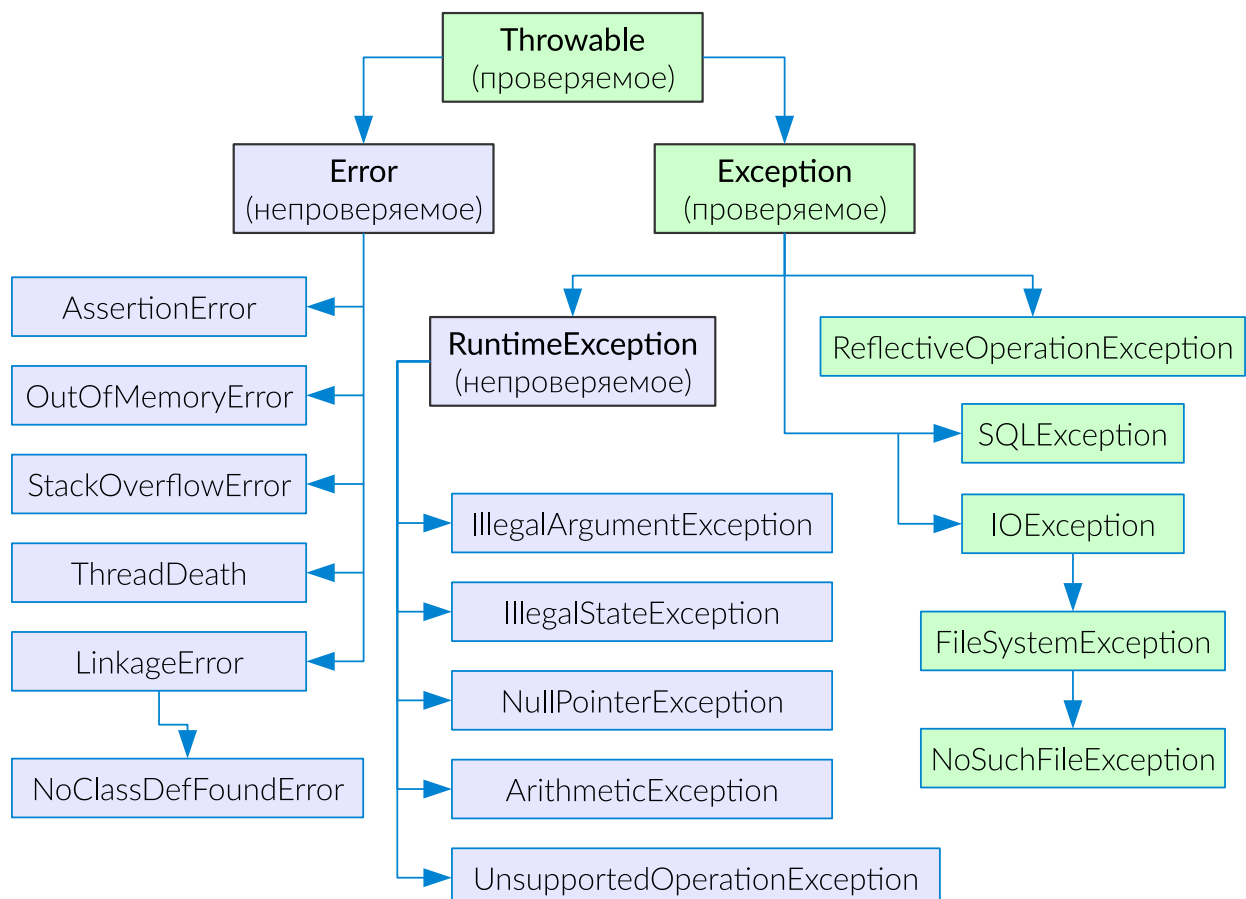 Throwable
(проверяемое)
Error
(непроверяемое)
Exception
(проверяемое)
AssertionError
OutOfMemoryError
StackOverflowError
ThreadDeath
LinkageError
NoClassDefFoundError
RuntimeException
(непроверяемое)
IllegalArgumentException
IllegalStateException
NullPointerException
ArithmeticException
UnsupportedOperationException
ReflectiveOperationException
SQLException
IOException
FileSystemException
NoSuchFileException